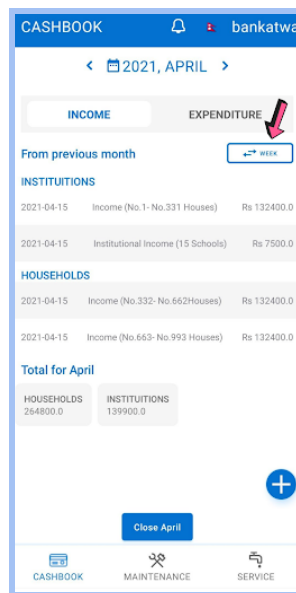 CASHBOOK bankatwa
2021, APRIL
INCOME EXPENDITURE
From previous month WEEK
INSTITUITIONS
2021-04-15 Income (No.1- No.331 Houses) Rs 132400.0
2021-04-15 Institutional Income (15 Schools) Rs 7500.0
HOUSEHOLDS
2021-04-15 Income (No.332- No.662Houses) Rs 132400.0
2021-04-15 Income (No.663- No.993 Houses) Rs 132400.0
Total for April
HOUSEHOLDS INSTITUITIONS
264800.0 139900.0
Close April
CASHBOOK MAINTENANCE SERVICE